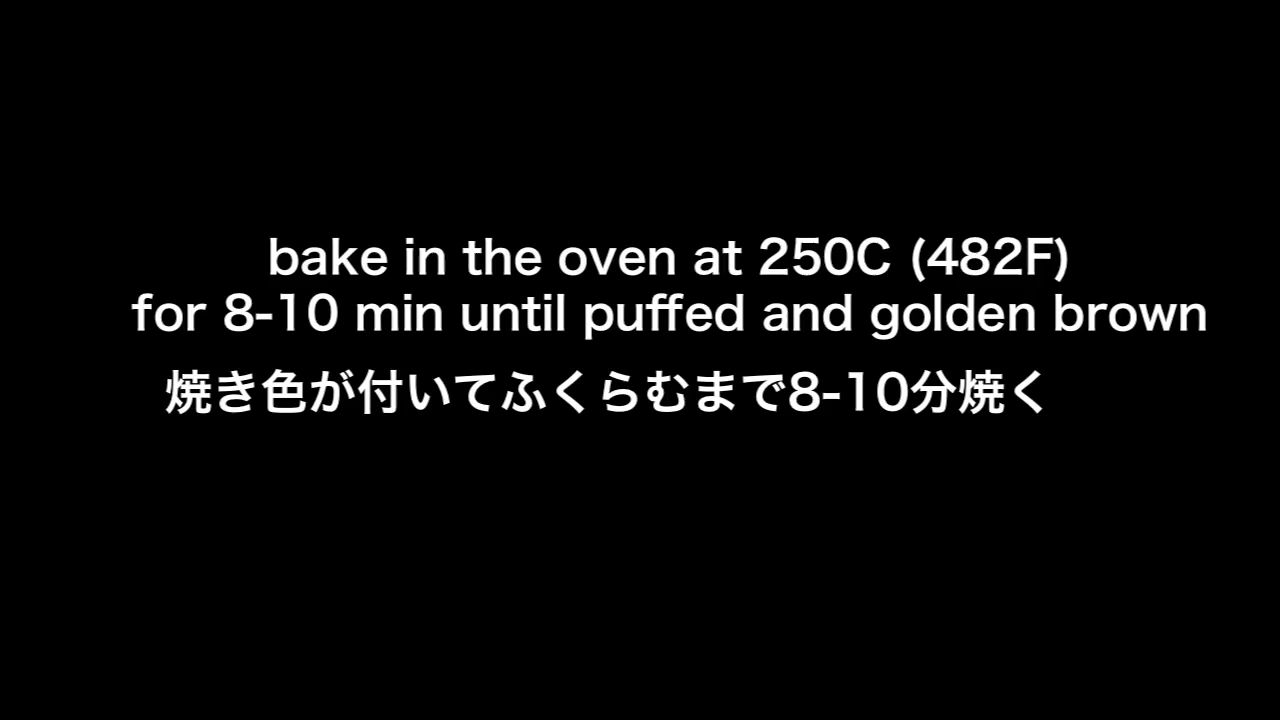 bake in the oven at 250C (482F)
for 8-10 min until puffed and golden brown
焼き色が付いてふくらむまで8-10分焼く